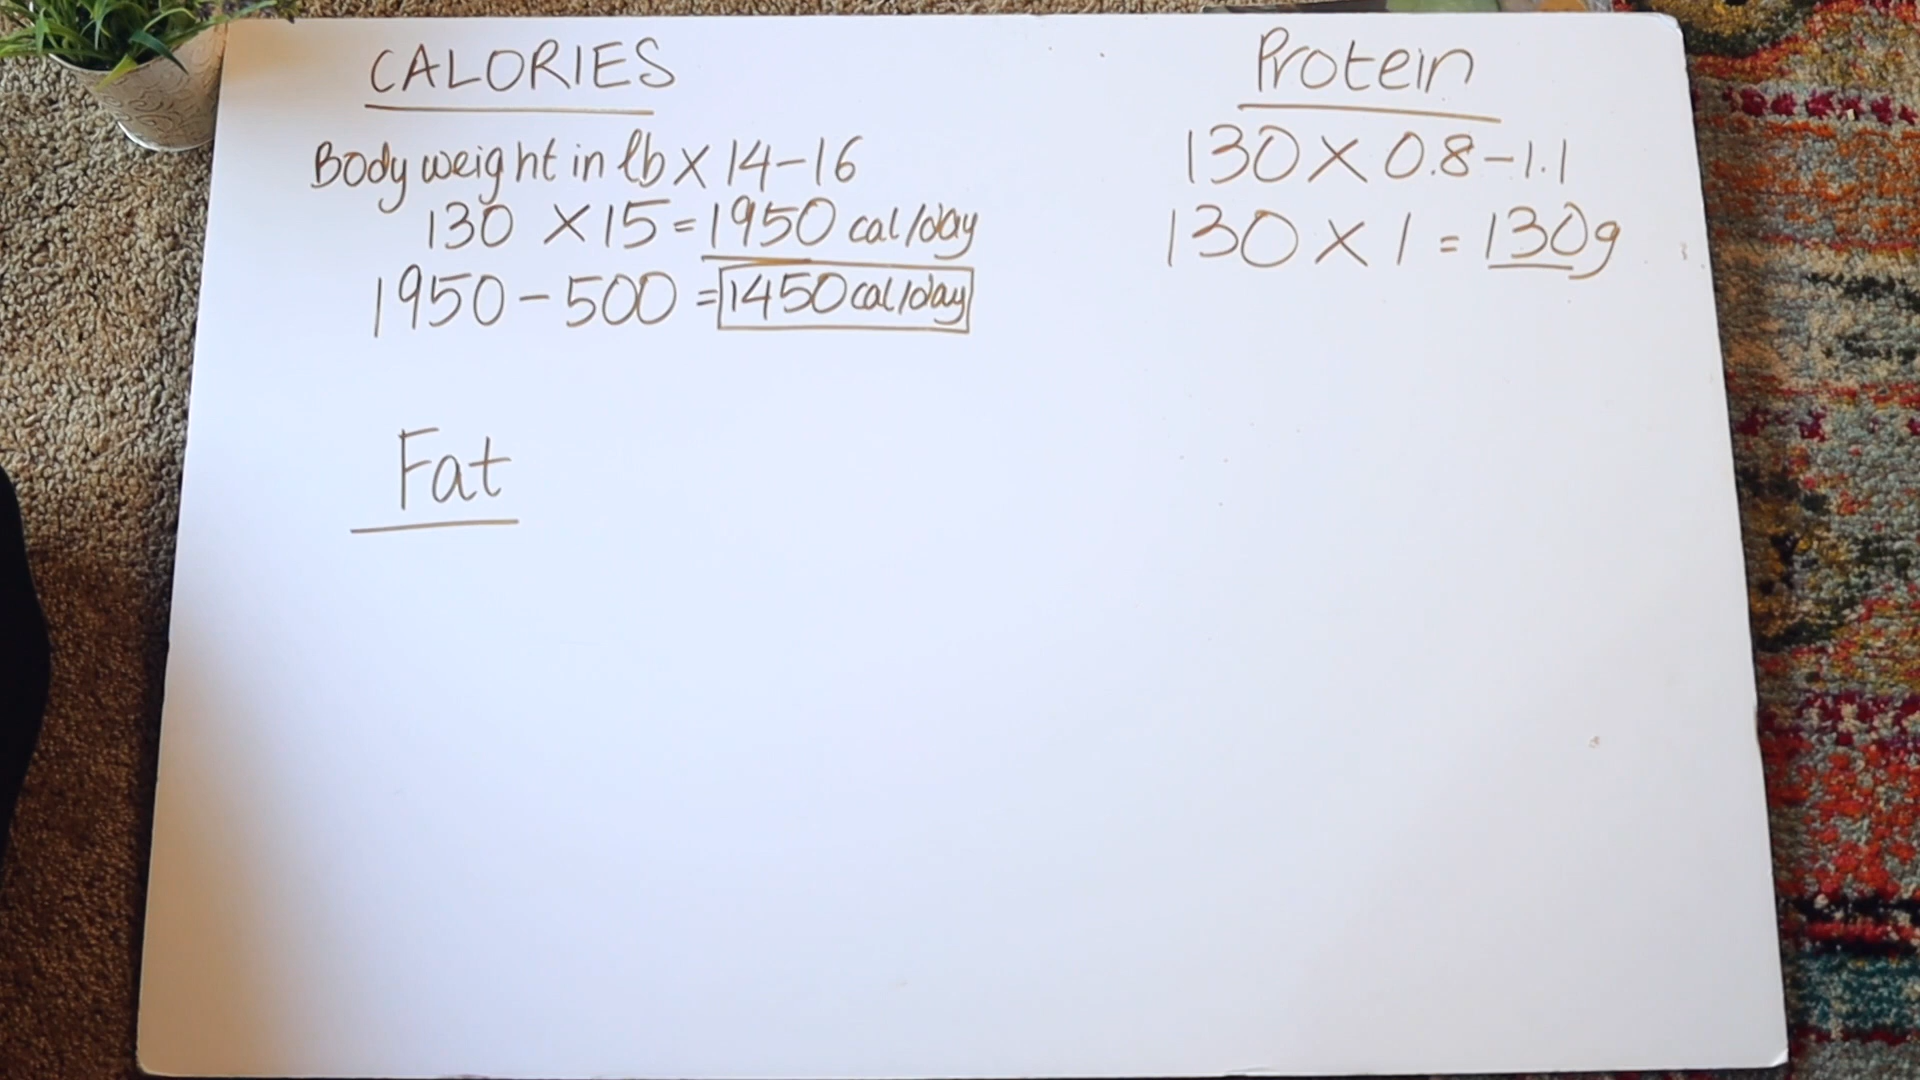 CALORIES
Body weight in lb X 14-16
130 X 15 = 1950 cal/day
1950 - 500 = 1450 cal/day
Protein
130 X 0.8-1.1
130 X 1 = 130g
Fat